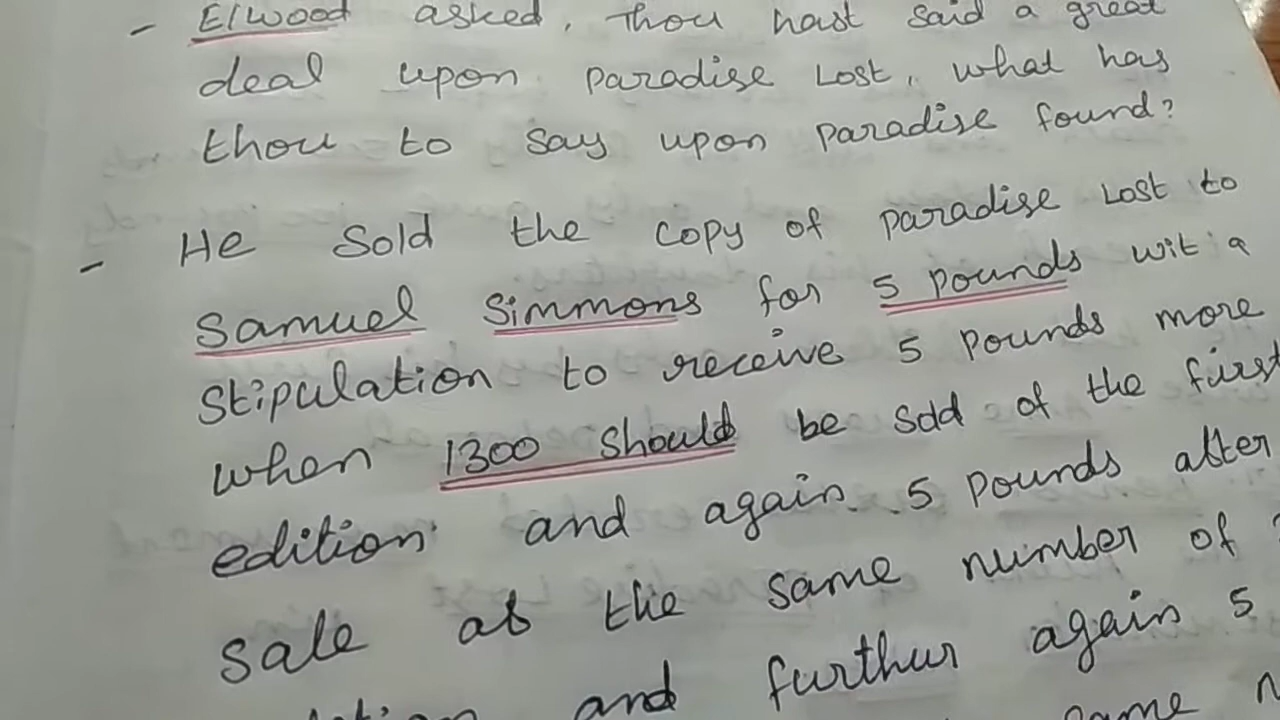 - Elwood asked, Thou hast said a great
deal upon paradise Lost, what has
thou to say upon paradise found?
- He sold the copy of paradise Lost to
Samuel Simmons for 5 pounds wit a
stipulation to receive 5 pounds more
when 1300 should be sold of the first
edition and again 5 pounds after
sale as the same number of
and furthur again 5
same